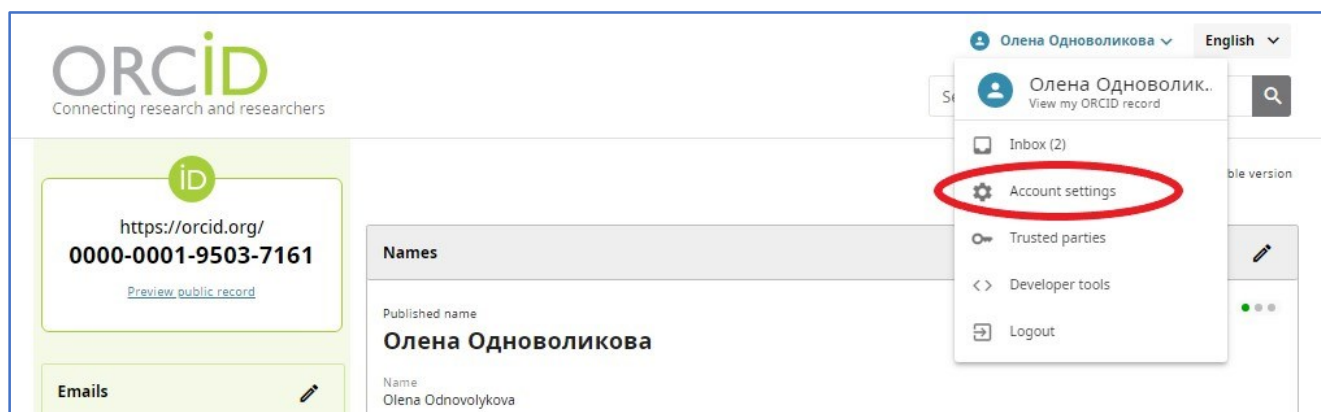 ORCID
Connecting research and researchers
Олена Одноволикова
English
Олена Одноволик..
View my ORCID record
Inbox (2)
Account settings
Trusted parties
Developer tools
Logout
ble version
iD
https://orcid.org/
0000-0001-9503-7161
Preview public record
Names
Published name
Олена Одноволикова
Name
Olena Odnovolykova
Emails